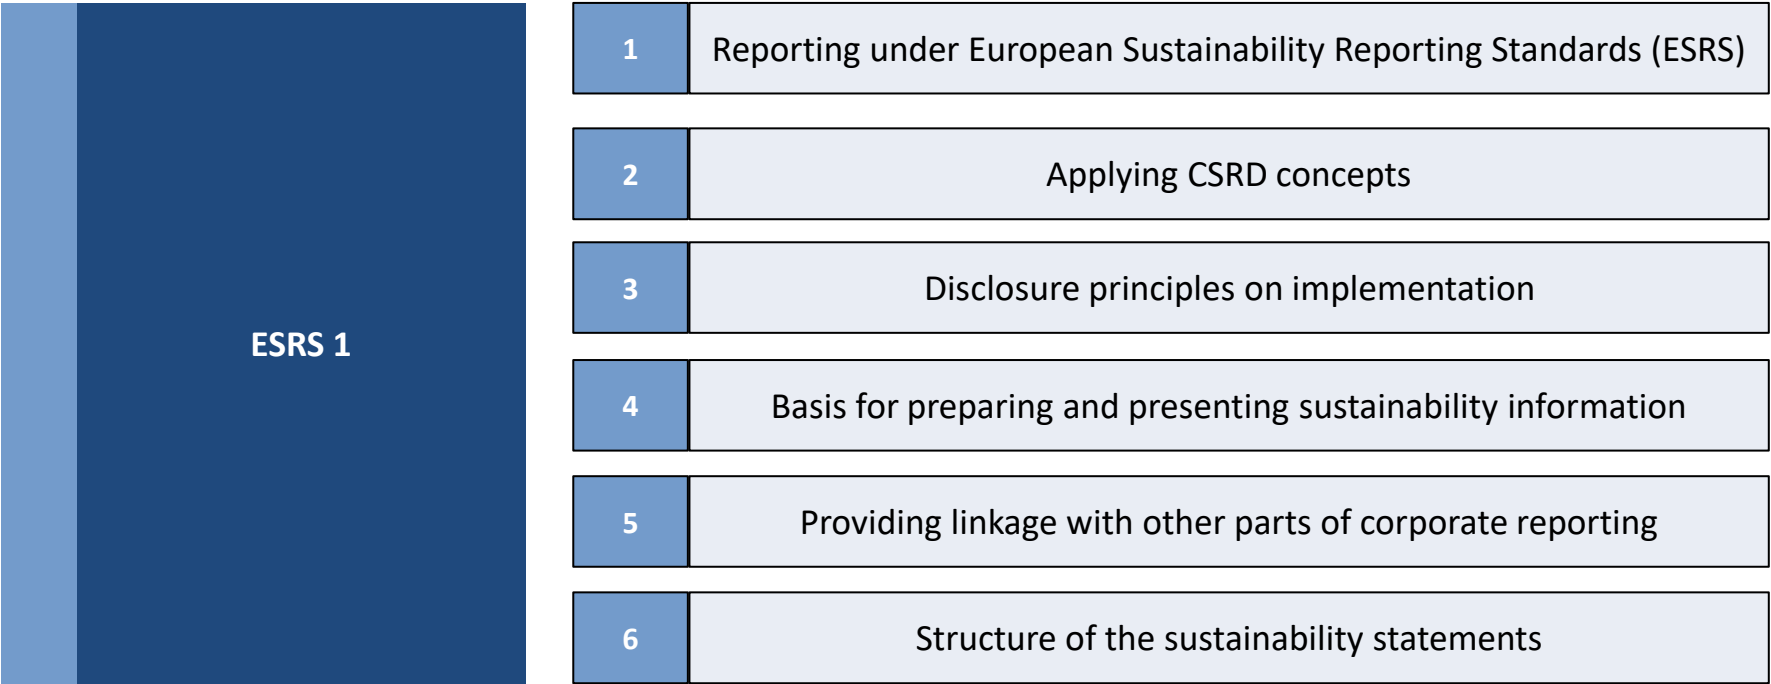 ESRS 1
1
Reporting under European Sustainability Reporting Standards (ESRS)
2
Applying CSRD concepts
3
Disclosure principles on implementation
4
Basis for preparing and presenting sustainability information
5
Providing linkage with other parts of corporate reporting
6
Structure of the sustainability statements